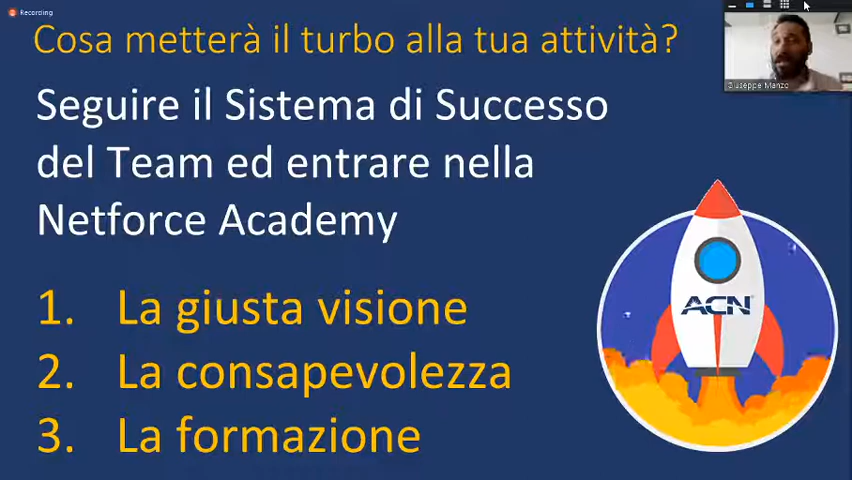 Recording
Cosa metterà il turbo alla tua attività?
Seguire il Sistema di Successo
del Team ed entrare nella
Netforce Academy
1. La giusta visione
2. La consapevolezza
3. La formazione
ACN
Giuseppe Manzo